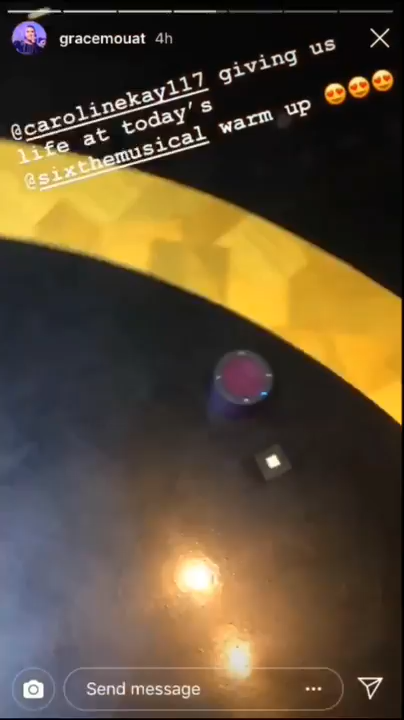 gracemouat 4h
@carolinekay117 giving us
life at today's
@sixthemusical warm up 😍😍😍
Send message